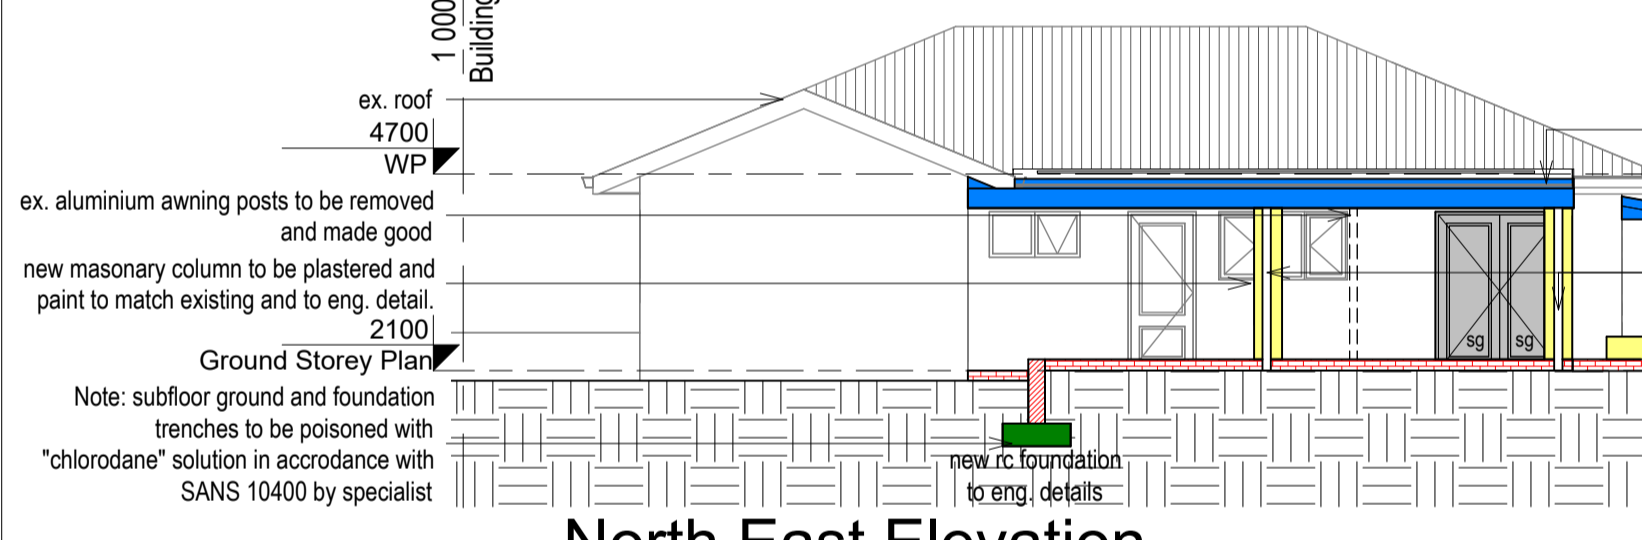 1 000
Building
ex. roof
4700
WP
ex. aluminium awning posts to be removed
and made good
new masonary column to be plastered and
paint to match existing and to eng. detail.
2100
Ground Storey Plan
Note: subfloor ground and foundation
trenches to be poisoned with
"chlorodane" solution in accrodance with
SANS 10400 by specialist
sg
sg
new rc foundation
to eng. details
North East Elevation